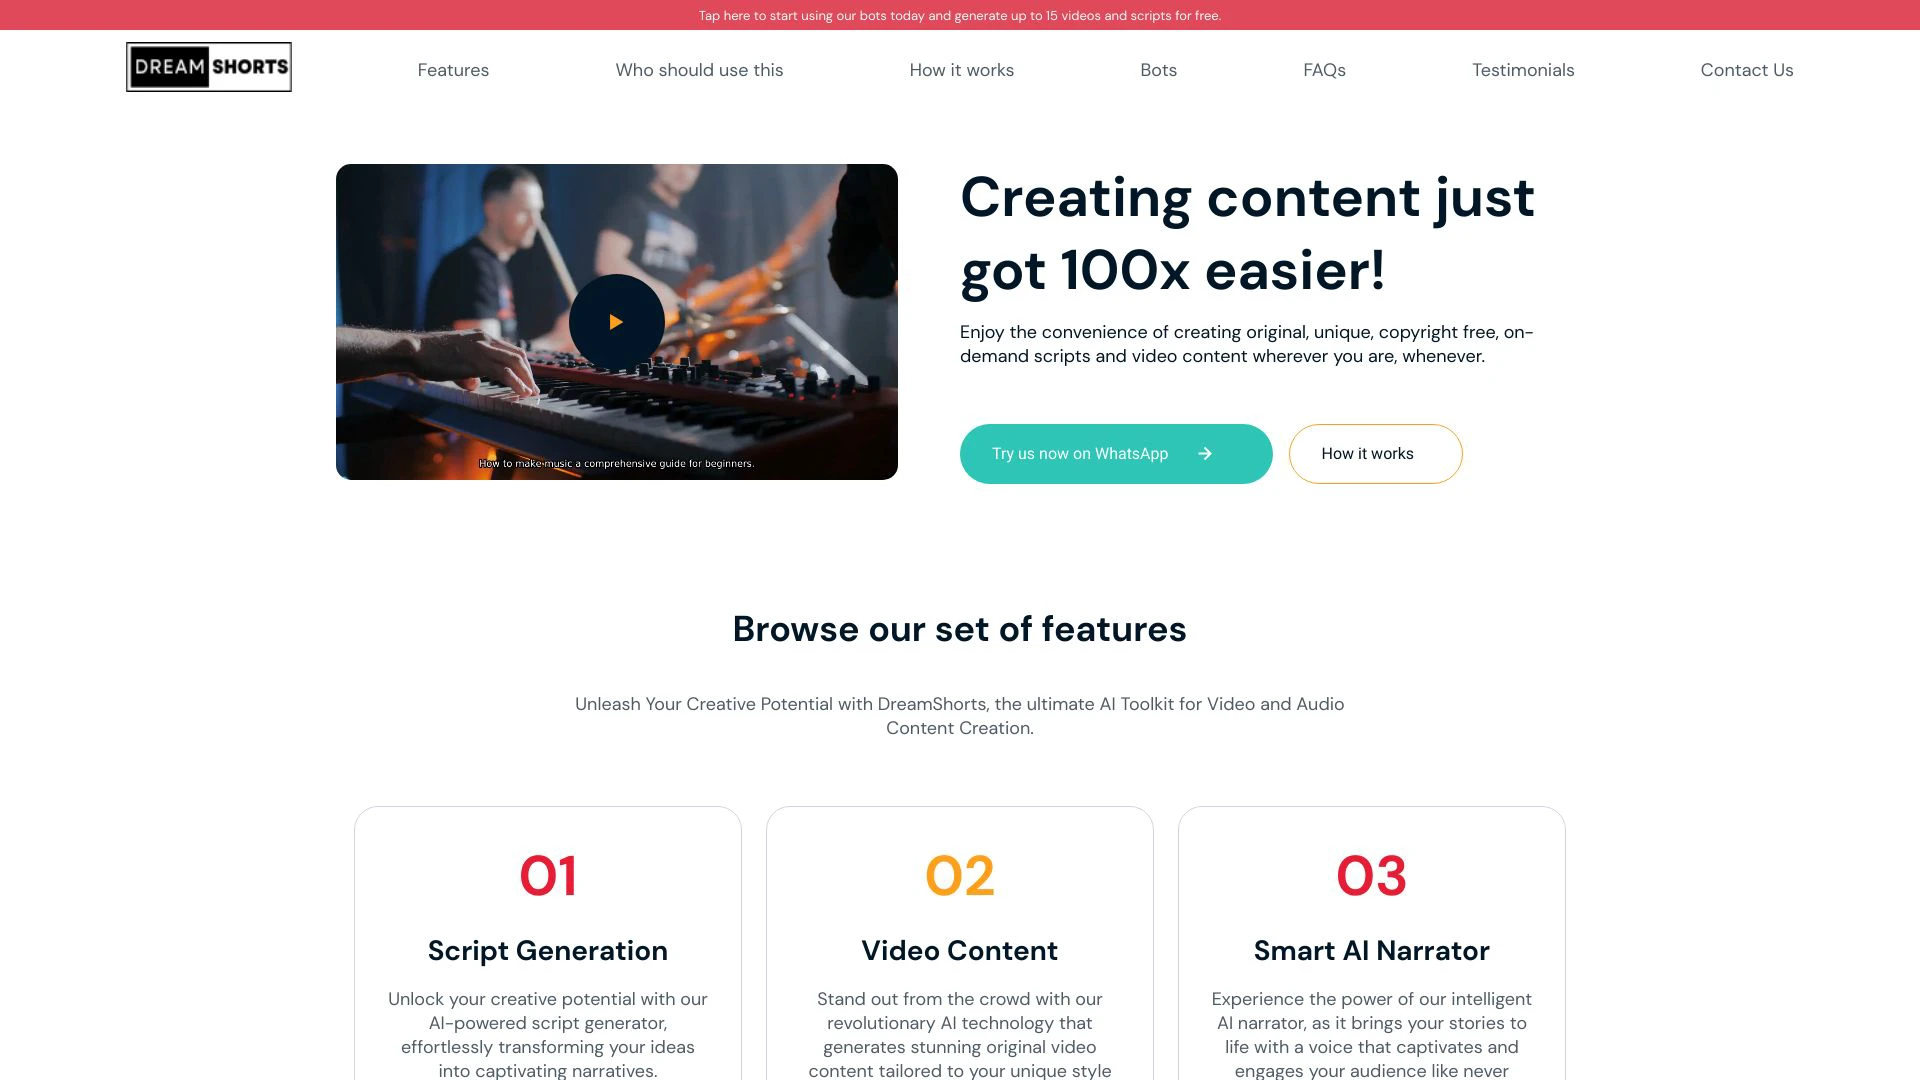 Tap here to start using our bots today and generate up to 15 videos and scripts for free.
DREAM SHORTS
Features
Who should use this
How it works
Bots
FAQs
Testimonials
Contact Us
How to make music a comprehensive guide for beginners.
Creating content just
got 100x easier!
Enjoy the convenience of creating original, unique, copyright free, on-
demand scripts and video content wherever you are, whenever.
Try us now on WhatsApp
How it works
Browse our set of features
Unleash Your Creative Potential with DreamShorts, the ultimate AI Toolkit for Video and Audio
Content Creation.
01
Script Generation
Unlock your creative potential with our
AI-powered script generator,
effortlessly transforming your ideas
into captivating narratives.
02
Video Content
Stand out from the crowd with our
revolutionary AI technology that
generates stunning original video
content tailored to your unique style
03
Smart AI Narrator
Experience the power of our intelligent
AI narrator, as it brings your stories to
life with a voice that captivates and
engages your audience like never